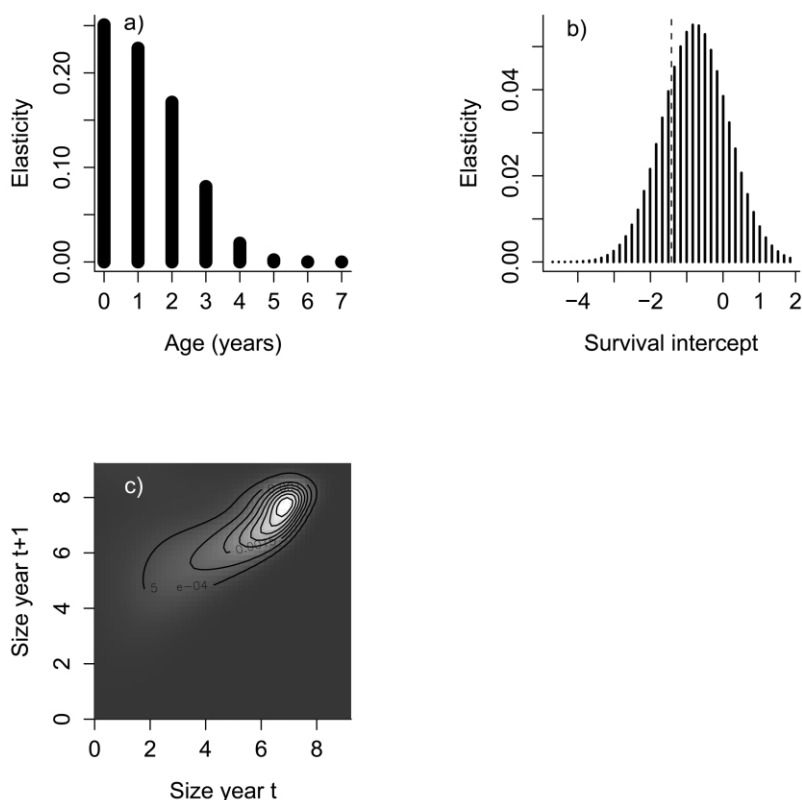 a)
Elasticity
0.00 0.10 0.20
0 1 2 3 4 5 6 7
Age (years)
b)
Elasticity
0.00 0.02 0.04
−4 −2 0 1 2
Survival intercept
c)
Size year t+1
0 2 4 6 8
5 e−04
0 2 4 6 8
Size year t